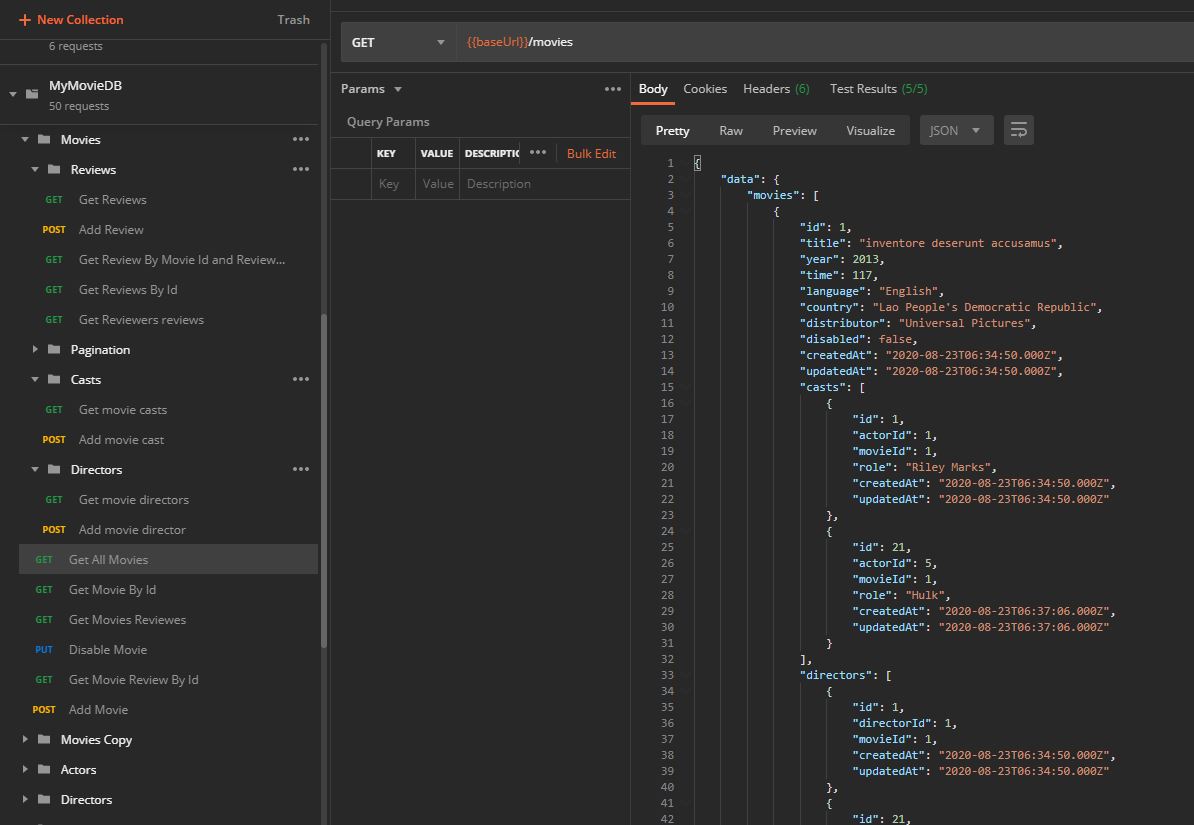 New Collection
Trash
6 requests
MyMovieDB
50 requests
Movies
Reviews
GET Get Reviews
POST Add Review
GET Get Review By Movie Id and Review...
GET Get Reviews By Id
GET Get Reviewers reviews
Pagination
Casts
GET Get movie casts
POST Add movie cast
Directors
GET Get movie directors
POST Add movie director
GET Get All Movies
GET Get Movie By Id
GET Get Movies Reviewes
PUT Disable Movie
GET Get Movie Review By Id
POST Add Movie
Movies Copy
Actors
Directors
GET {{baseUrl}}/movies
Params
Query Params
KEY VALUE DESCRIPTIO Bulk Edit
Key Value Description
Body Cookies Headers (6) Test Results (5/5)
Pretty Raw Preview Visualize JSON
1 {
2 "data": {
3 "movies": [
4 {
5 "id": 1,
6 "title": "inventore deserunt accusamus",
7 "year": 2013,
8 "time": 117,
9 "language": "English",
10 "country": "Lao People's Democratic Republic",
11 "distributor": "Universal Pictures",
12 "disabled": false,
13 "createdAt": "2020-08-23T06:34:50.000Z",
14 "updatedAt": "2020-08-23T06:34:50.000Z",
15 "casts": [
16 {
17 "id": 1,
18 "actorId": 1,
19 "movieId": 1,
20 "role": "Riley Marks",
21 "createdAt": "2020-08-23T06:34:50.000Z",
22 "updatedAt": "2020-08-23T06:34:50.000Z"
23 },
24 {
25 "id": 21,
26 "actorId": 5,
27 "movieId": 1,
28 "role": "Hulk",
29 "createdAt": "2020-08-23T06:37:06.000Z",
30 "updatedAt": "2020-08-23T06:37:06.000Z"
31 }
32 ],
33 "directors": [
34 {
35 "id": 1,
36 "directorId": 1,
37 "movieId": 1,
38 "createdAt": "2020-08-23T06:34:50.000Z",
39 "updatedAt": "2020-08-23T06:34:50.000Z"
40 },
41 {
42 "id": 21,